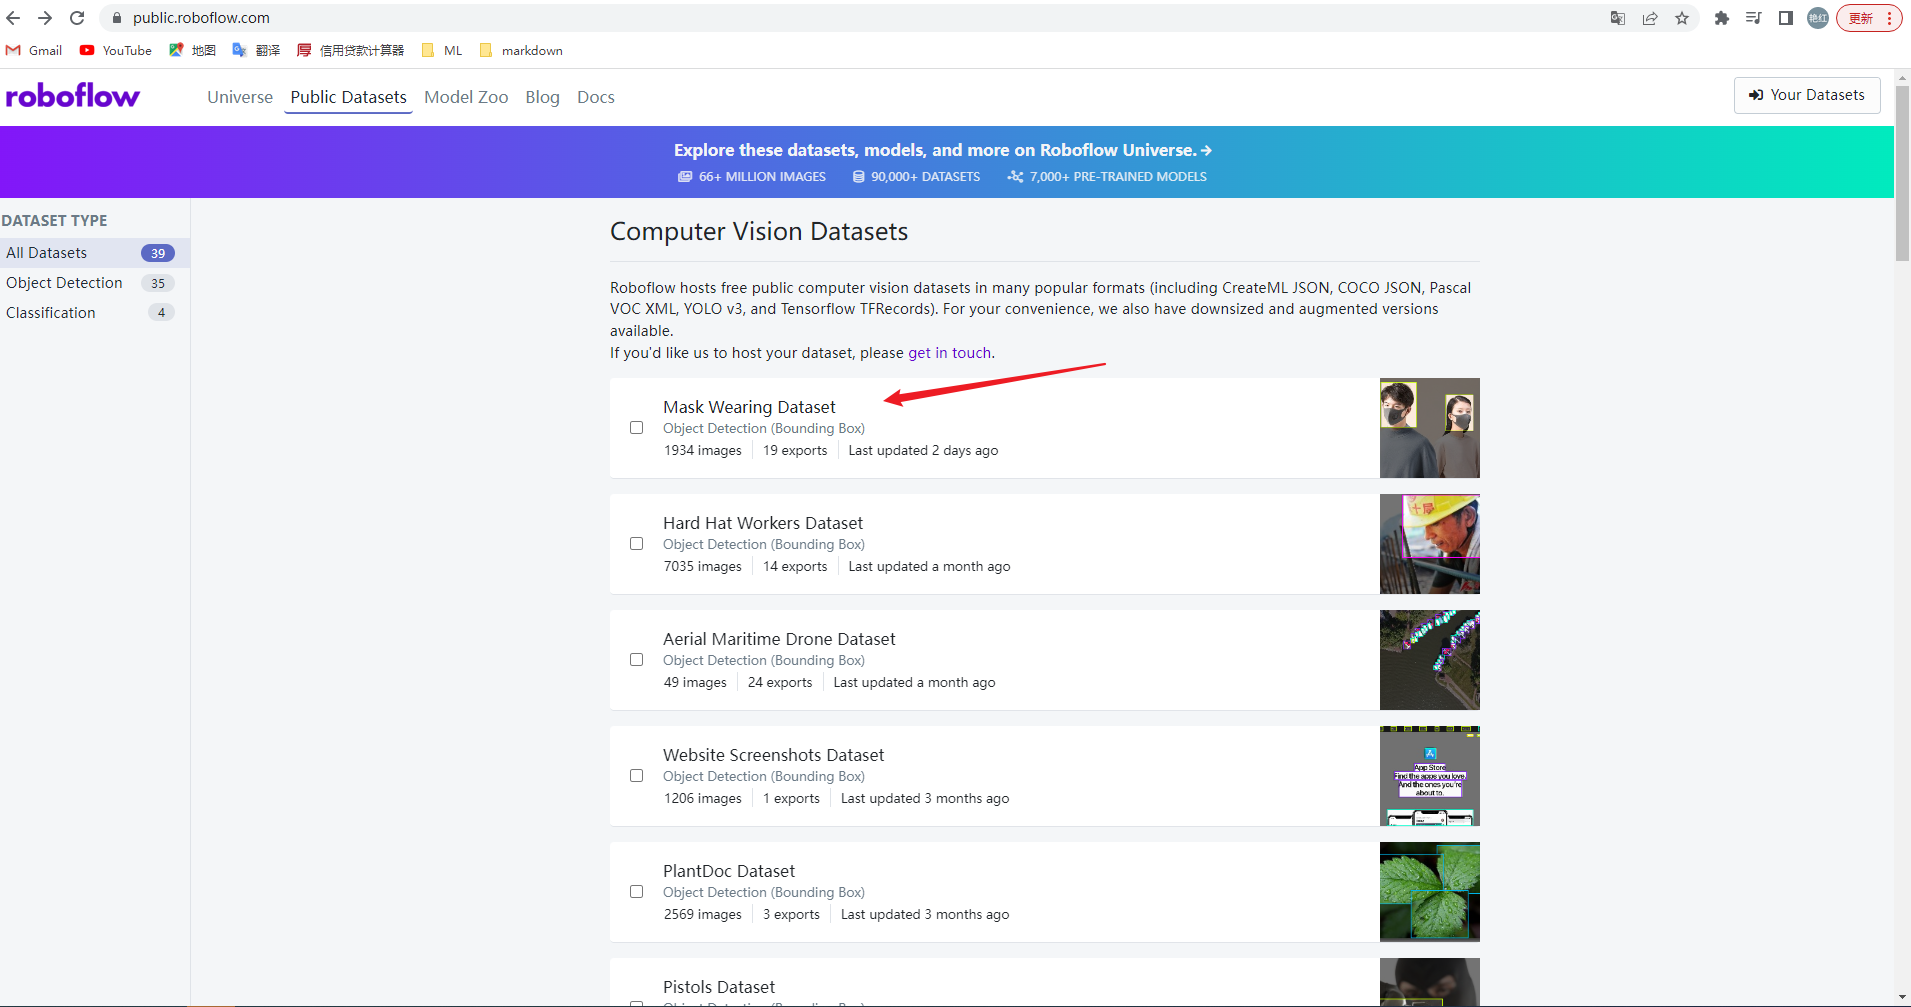 public.roboflow.com
艳红
更新
Gmail
YouTube
地图
翻译
信用贷款计算器
ML
markdown
roboflow
Universe
Public Datasets
Model Zoo
Blog
Docs
Your Datasets
Explore these datasets, models, and more on Roboflow Universe. →
66+ MILLION IMAGES
90,000+ DATASETS
7,000+ PRE-TRAINED MODELS
DATASET TYPE
All Datasets 39
Object Detection 35
Classification 4
Computer Vision Datasets
Roboflow hosts free public computer vision datasets in many popular formats (including CreateML JSON, COCO JSON, Pascal
VOC XML, YOLO v3, and Tensorflow TFRecords). For your convenience, we also have downsized and augmented versions
available.
If you'd like us to host your dataset, please get in touch.
Mask Wearing Dataset
Object Detection (Bounding Box)
1934 images 19 exports Last updated 2 days ago
Hard Hat Workers Dataset
Object Detection (Bounding Box)
7035 images 14 exports Last updated a month ago
Aerial Maritime Drone Dataset
Object Detection (Bounding Box)
49 images 24 exports Last updated a month ago
Website Screenshots Dataset
Object Detection (Bounding Box)
1206 images 1 exports Last updated 3 months ago
App Store
Find the apps you love.
And the ones you're
about to.
PlantDoc Dataset
Object Detection (Bounding Box)
2569 images 3 exports Last updated 3 months ago
Pistols Dataset
Object Detection (Bounding Box)